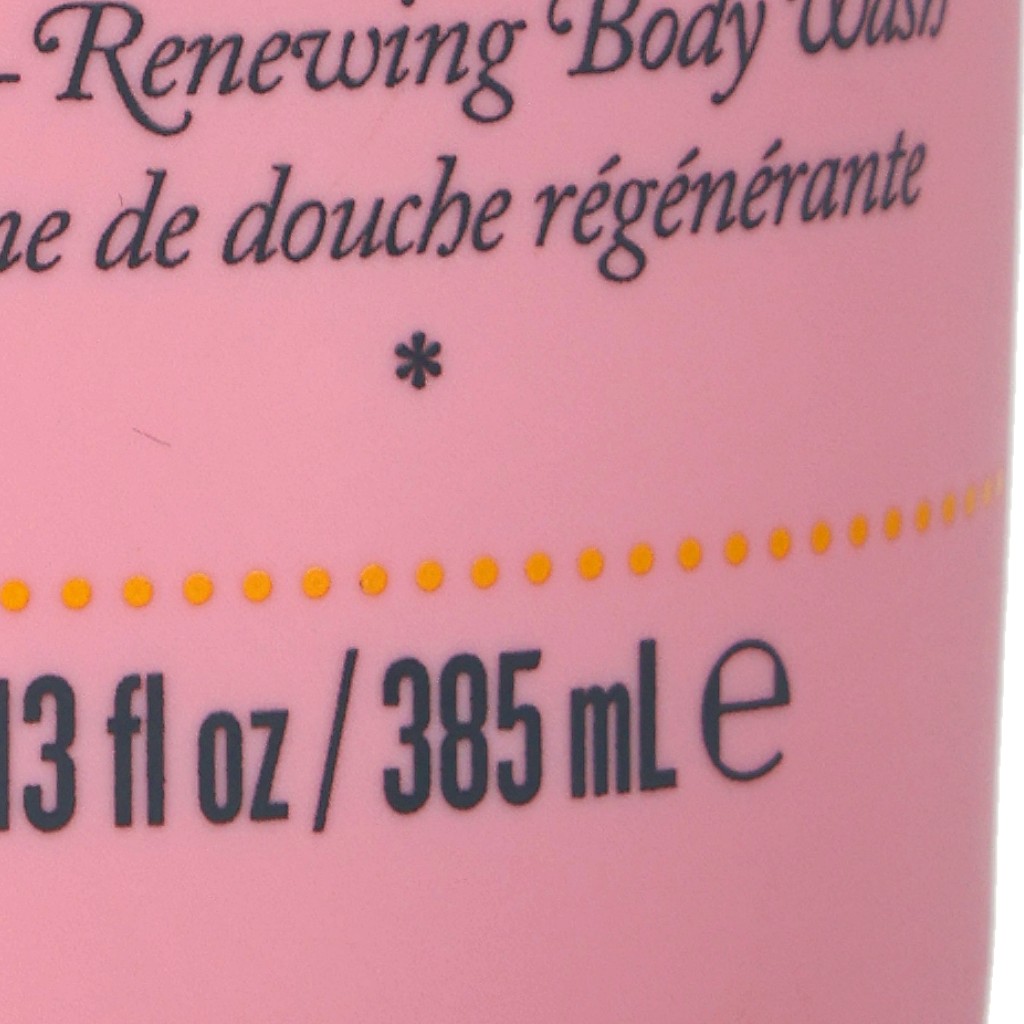 -Renewing Body Wash
de douche régénérante
*
13 fl oz / 385 mL e